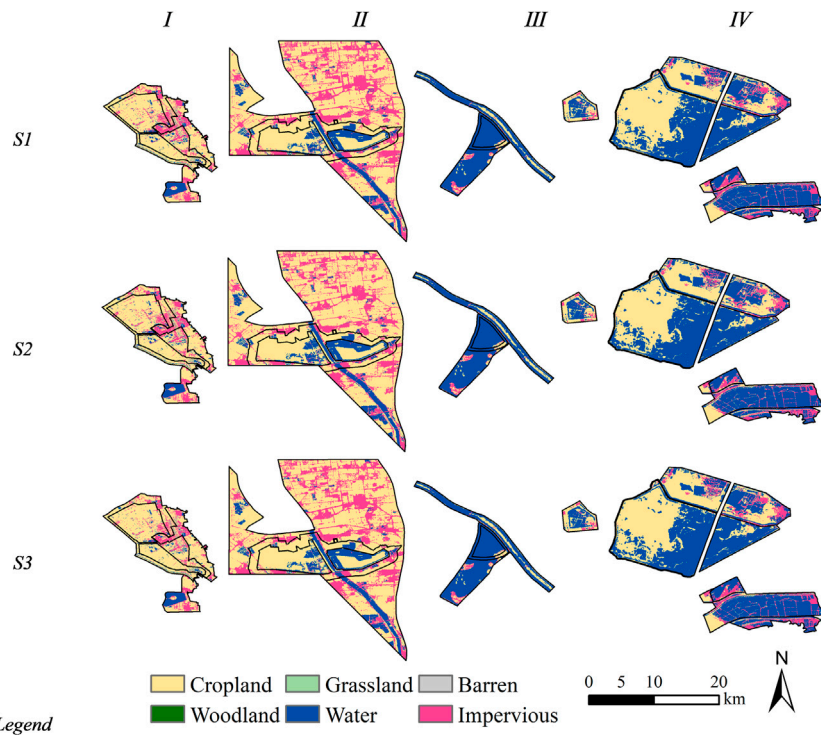 I II III IV
S1
S2
S3
Cropland Grassland Barren
Woodland Water Impervious
0 5 10 20
km
N
Legend